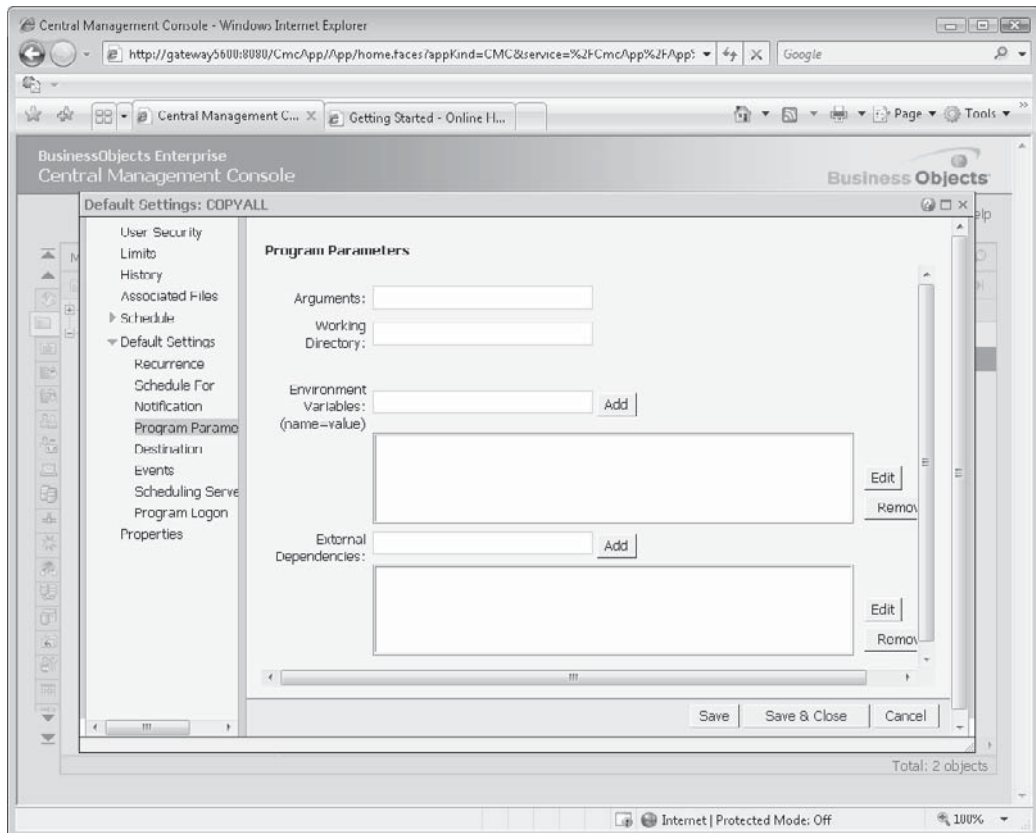 Central Management Console - Windows Internet Explorer
http://gateway5600:8080/CmcApp/App/home.faces?appKind=CMC&service=%2FCmcApp%2FApp%
Google
Central Management C...
Getting Started - Online H...
Page
Tools
BusinessObjects Enterprise
Central Management Console
Business Objects
Default Settings: COPYALL
elp
M
User Security
Limits
History
Associated Files
Schedule
Default Settings
Recurrence
Schedule For
Notification
Program Parame
Destination
Events
Scheduling Serve
Program Logon
Properties
Program Parameters
Arguments:
Working
Directory:
Environment
Variables:
(name=value)
Add
Edit
Remov
External
Dependencies:
Add
Edit
Remov
Save
Save & Close
Cancel
Total: 2 objects
Internet | Protected Mode: Off
100%